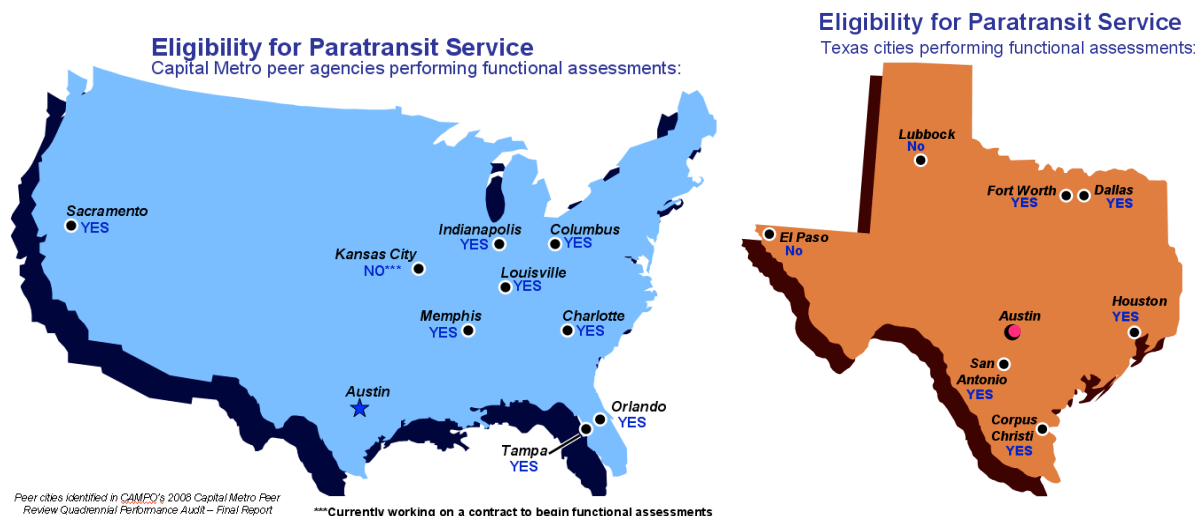 Eligibility for Paratransit Service
Capital Metro peer agencies performing functional assessments:
Sacramento
YES
Kansas City
NO***
Indianapolis
YES
Columbus
YES
Louisville
YES
Memphis
YES
Charlotte
YES
Austin
Orlando
YES
Tampa
YES
Peer cities identified in CAMPO's 2008 Capital Metro Peer
Review Quadrennial Performance Audit – Final Report
***Currently working on a contract to begin functional assessments
Eligibility for Paratransit Service
Texas cities performing functional assessments:
Lubbock
No
Fort Worth
YES
Dallas
YES
El Paso
No
Houston
YES
Austin
San
Antonio
YES
Corpus
Christi
YES